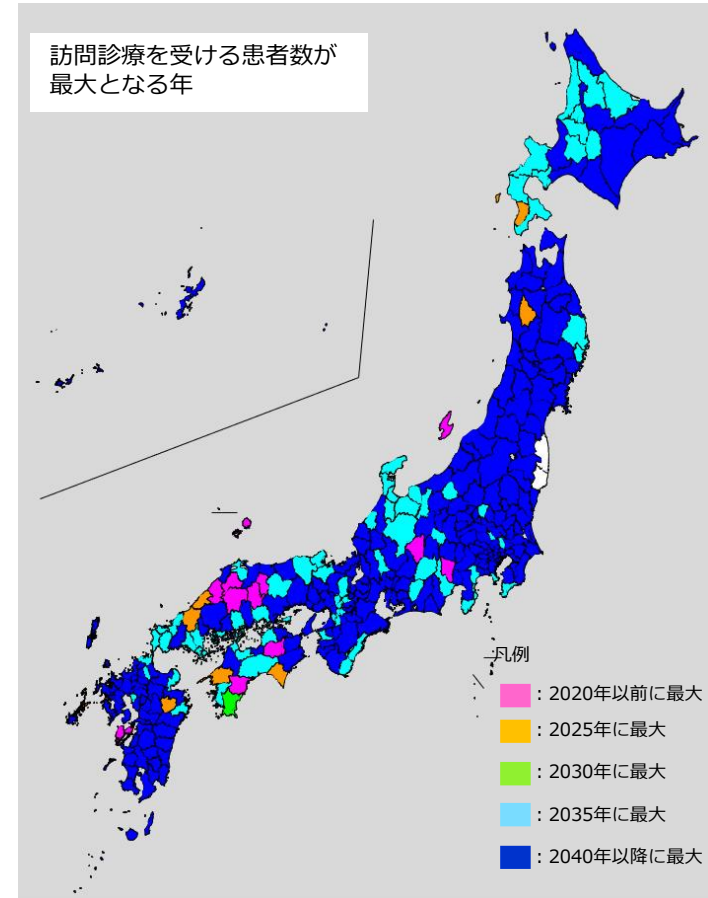 訪問診療を受ける患者数が
最大となる年
凡例
：2020年以前に最大
：2025年に最大
：2030年に最大
：2035年に最大
：2040年以降に最大